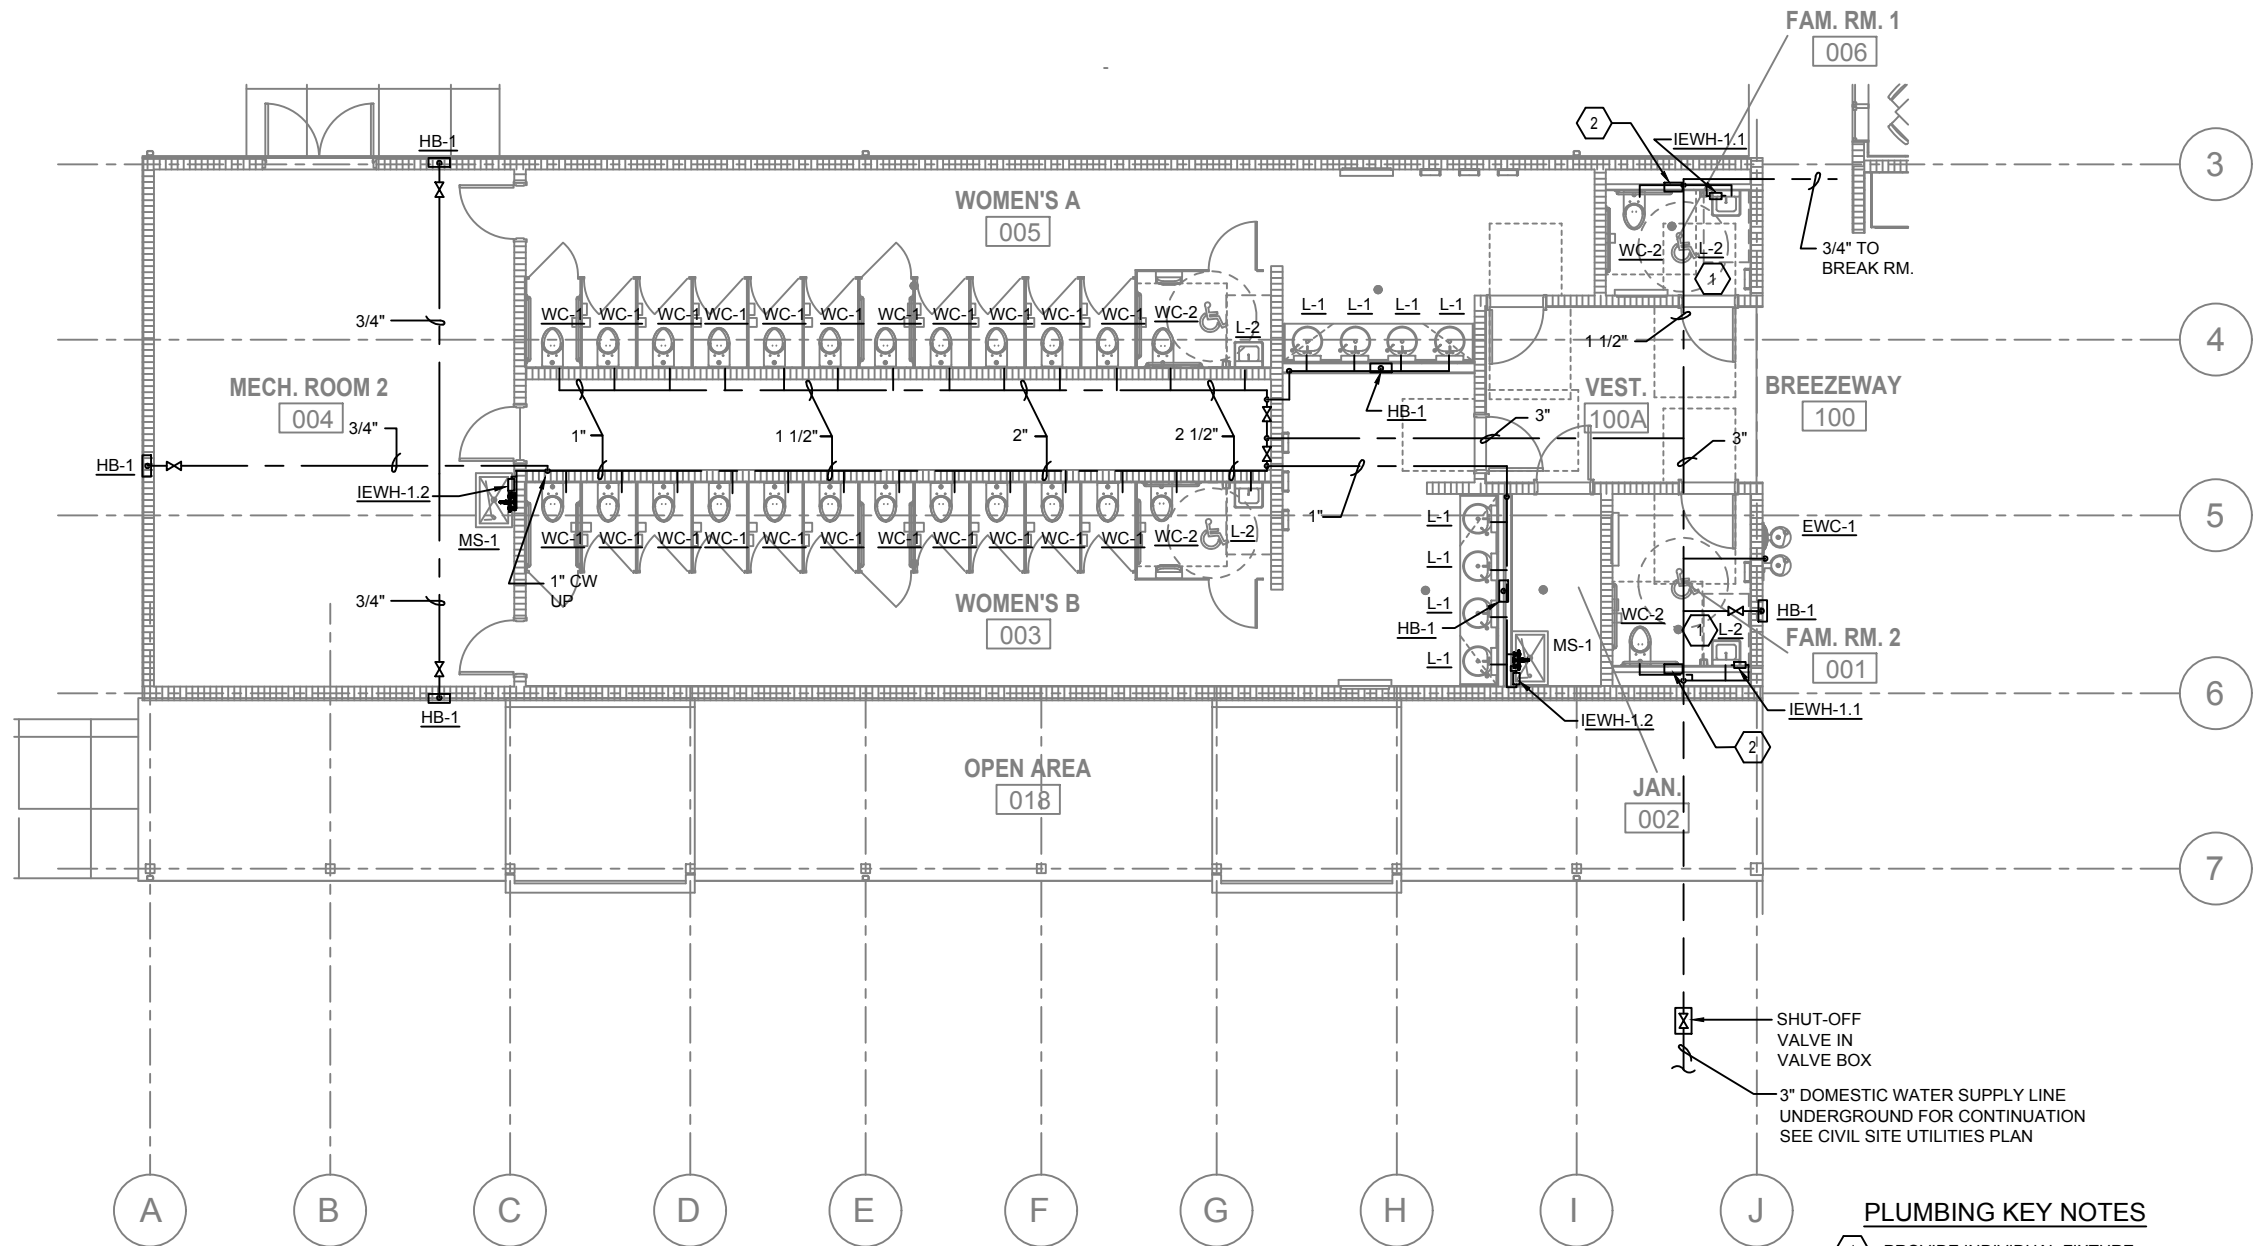 FAM. RM. 1
006
2
IEWH-1.1
HB-1
3
WOMEN'S A
005
WC-2
L-2
1
3/4" TO
BREAK RM.
3/4"
WC-1
WC-1
WC-1
WC-1
WC-1
WC-1
WC-1
WC-1
WC-1
WC-1
WC-1
WC-2
L-2
L-1
L-1
L-1
L-1
1 1/2"
4
MECH. ROOM 2
004
3/4"
HB-1
1"
1 1/2"
2"
2 1/2"
HB-1
3"
VEST.
100A
3"
BREEZEWAY
100
IEWH-1.2
MS-1
1"
5
WC-1
WC-1
WC-1
WC-1
WC-1
WC-1
WC-1
WC-1
WC-1
WC-1
WC-1
WC-2
L-2
L-1
L-1
L-1
L-1
EWC-1
1" CW
UP
3/4"
WOMEN'S B
003
HB-1
MS-1
WC-2
1
L-2
HB-1
FAM. RM. 2
001
6
HB-1
IEWH-1.2
IEWH-1.1
2
OPEN AREA
018
JAN.
002
7
SHUT-OFF
VALVE IN
VALVE BOX
3" DOMESTIC WATER SUPPLY LINE
UNDERGROUND FOR CONTINUATION
SEE CIVIL SITE UTILITIES PLAN
A
B
C
D
E
F
G
H
I
J
PLUMBING KEY NOTES
PROVIDE INDIVIDUAL FIXTURE